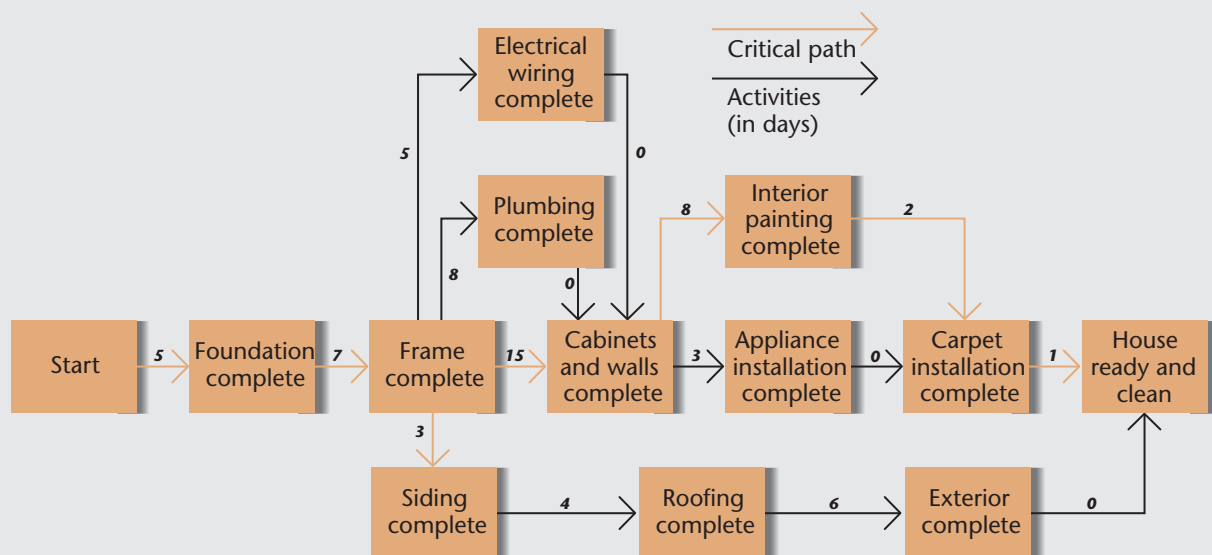 Electrical
wiring
complete
Critical path
Activities
(in days)
5
0
Plumbing
complete
8
0
8
Interior
painting
complete
2
Start
5
Foundation
complete
7
Frame
complete
15
Cabinets
and walls
complete
3
Appliance
installation
complete
0
Carpet
installation
complete
1
House
ready and
clean
3
Siding
complete
4
Roofing
complete
6
Exterior
complete
0